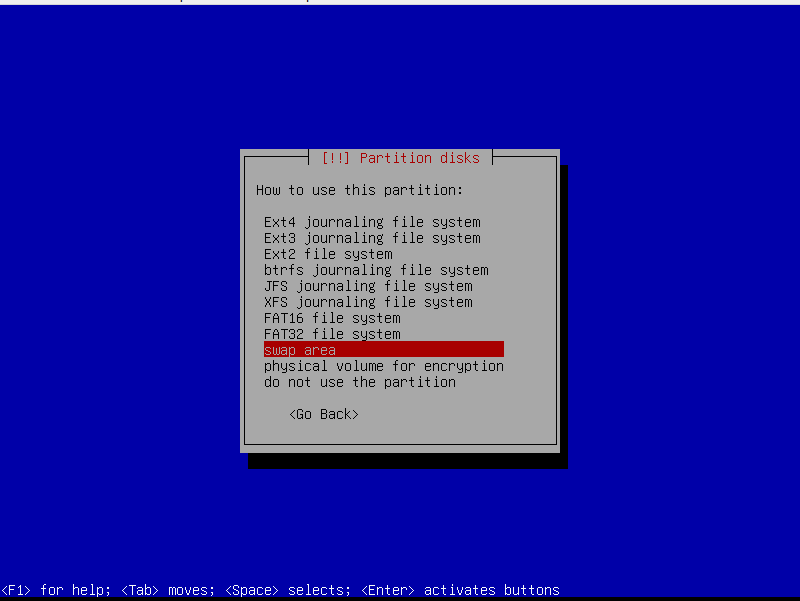 [!!] Partition disks
How to use this partition:
Ext4 journaling file system
Ext3 journaling file system
Ext2 file system
btrfs journaling file system
JFS journaling file system
XFS journaling file system
FAT16 file system
FAT32 file system
swap area
physical volume for encryption
do not use the partition
<Go Back>
<F1> for help; <Tab> moves; <Space> selects; <Enter> activates buttons